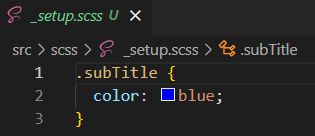 _setup.scss U ×
src > scss > _setup.scss > .subTitle
1 .subTitle {
2 color: blue;
3 }